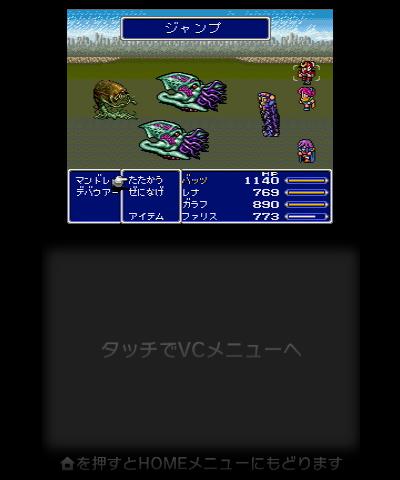 ジャンプ
マンドレ たたかう
デバウアー ぜになげ
アイテム
HP
バッツ 1140
レナ 769
ガラフ 890
ファリス 773
タッチでVCメニューへ
を押すとHOMEメニューにもどります